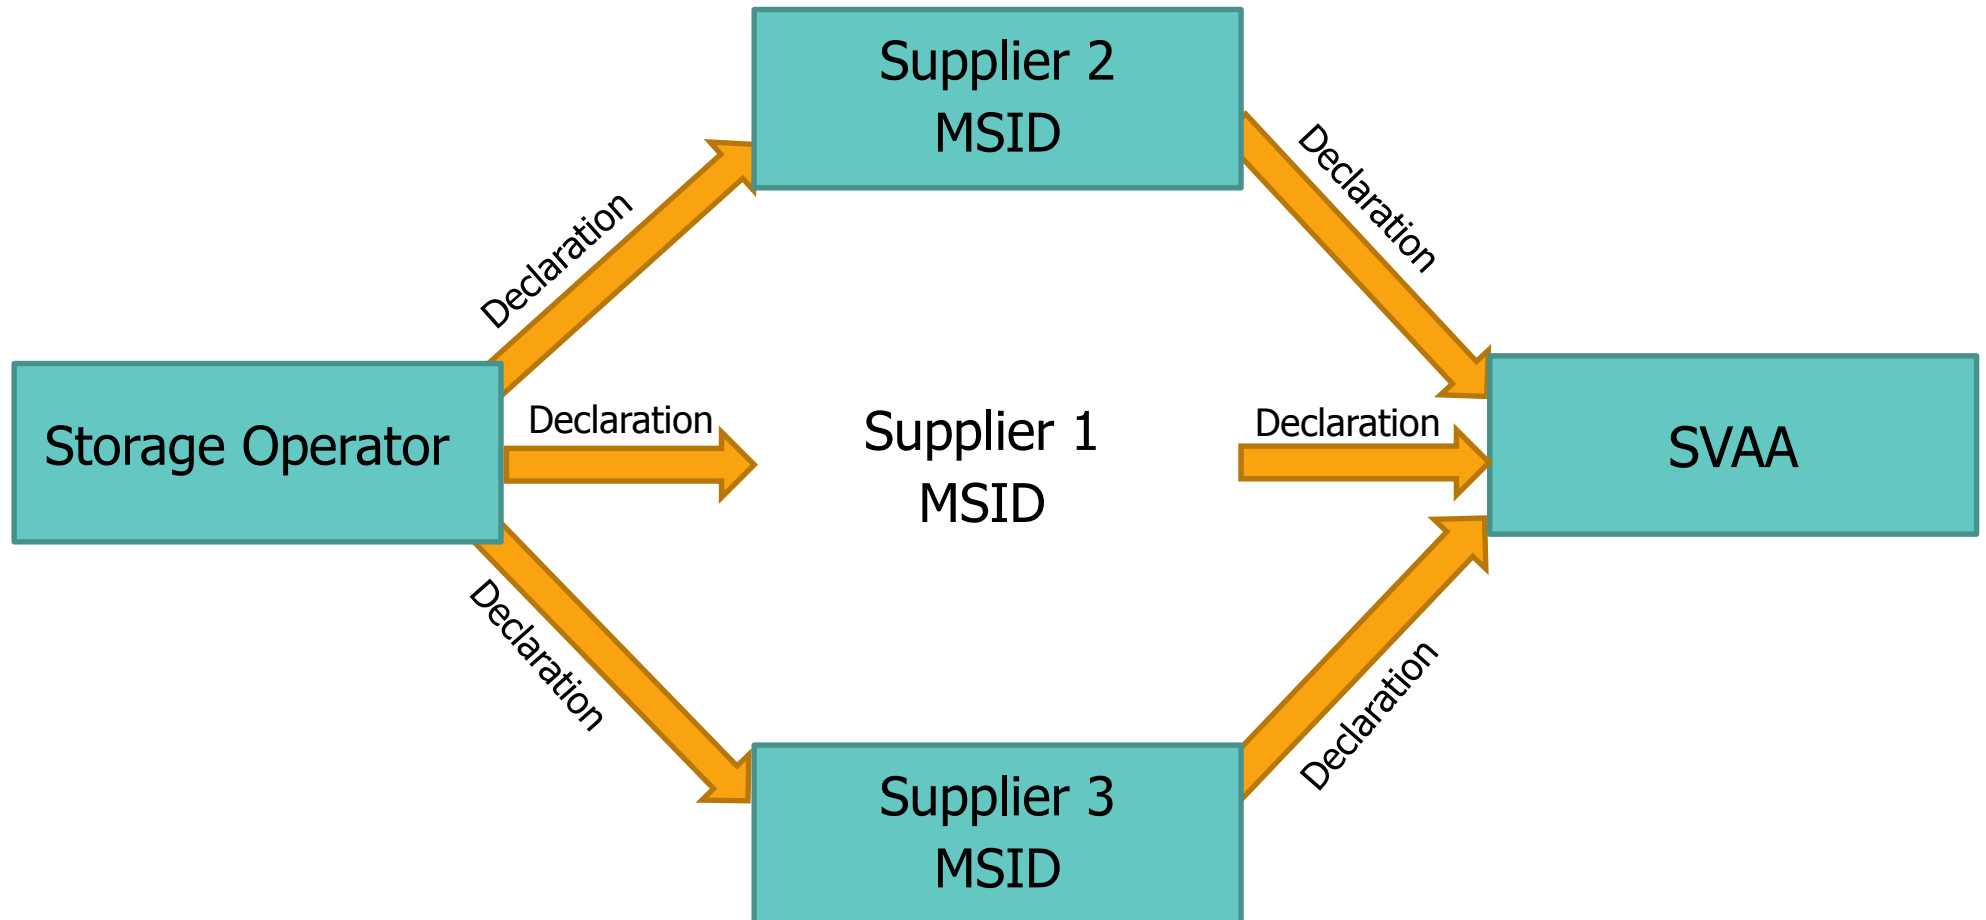 Supplier 2
MSID
Declaration
Declaration
Storage Operator
Declaration
Supplier 1
MSID
Declaration
SVAA
Declaration
Declaration
Supplier 3
MSID